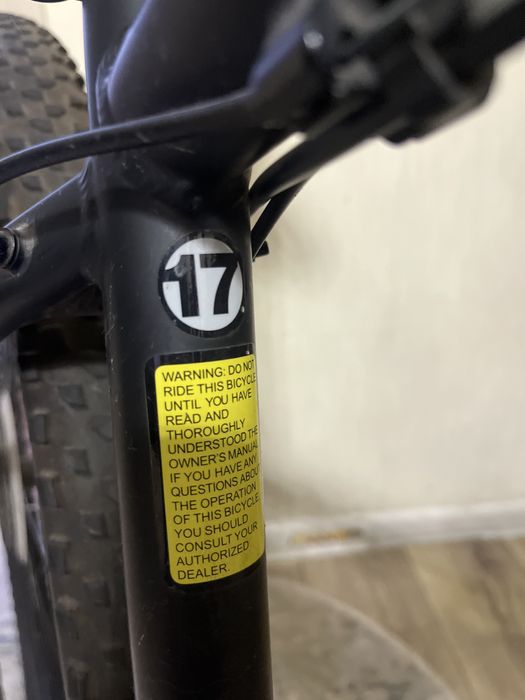 17
WARNING: DO NOT
RIDE THIS BICYCLE
UNTIL YOU HAVE
READ AND
THOROUGHLY
UNDERSTOOD THE
OWNER'S MANUAL
IF YOU HAVE ANY
QUESTIONS ABOU
THE OPERATION
OF THIS BICYCLE
YOU SHOULD
CONSULT YOUR
AUTHORIZED
DEALER.